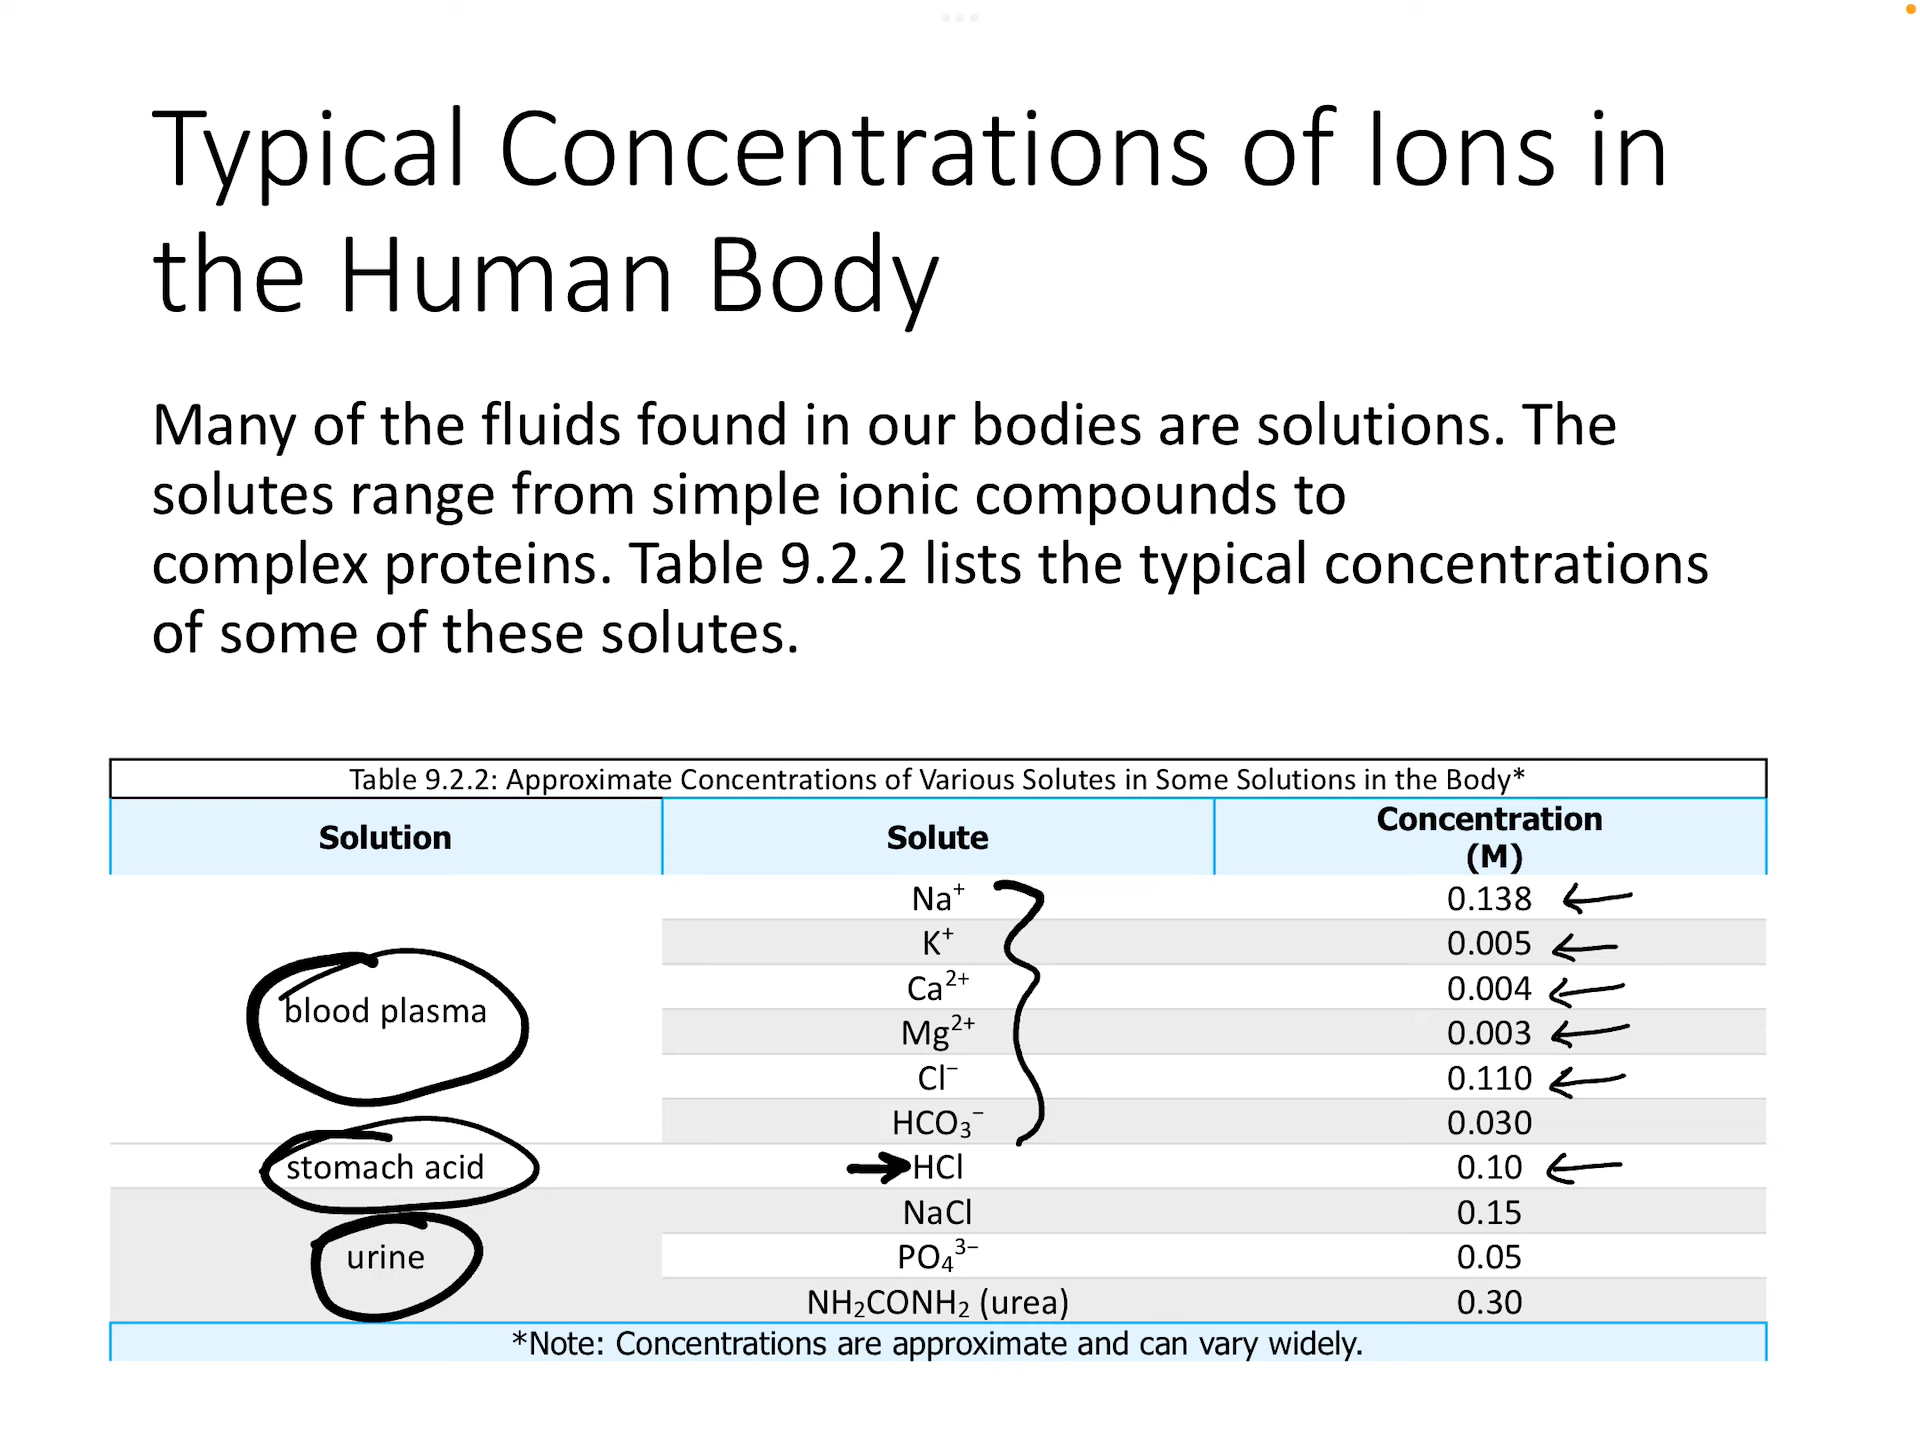 Typical Concentrations of Ions in
the Human Body
Many of the fluids found in our bodies are solutions. The
solutes range from simple ionic compounds to
complex proteins. Table 9.2.2 lists the typical concentrations
of some of these solutes.
Table 9.2.2: Approximate Concentrations of Various Solutes in Some Solutions in the Body*
Solution Solute Concentration (M)
blood plasma Na⁺ 0.138
K⁺ 0.005
Ca²⁺ 0.004
Mg²⁺ 0.003
Cl⁻ 0.110
HCO₃⁻ 0.030
stomach acid HCl 0.10
urine NaCl 0.15
PO₄³⁻ 0.05
NH₂CONH₂ (urea) 0.30
*Note: Concentrations are approximate and can vary widely.